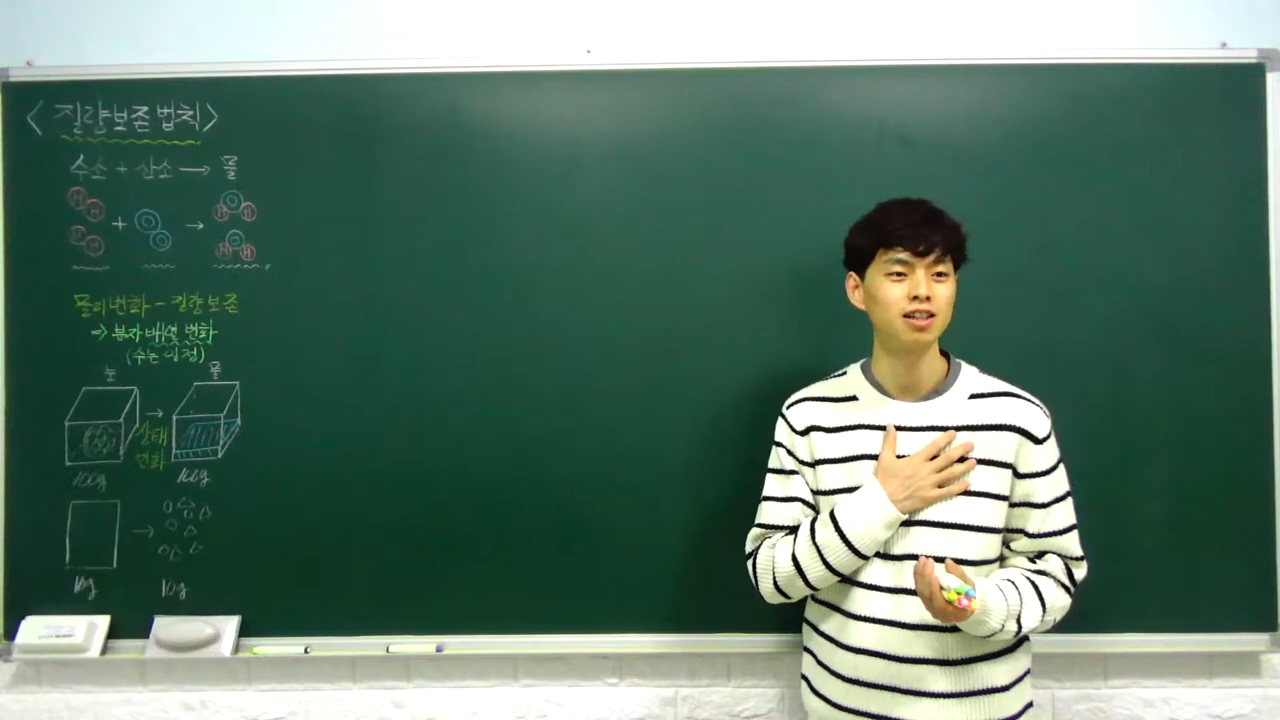 < 질량보존법칙 >
수소 + 산소 → 물
H H + O O → H O H
H H H O H
물리변화 - 질량보존
⇒ 분자 배열 변화
(수는 일정)
눈 물
→ 상태
변화
100g 100g
→
10g 10g